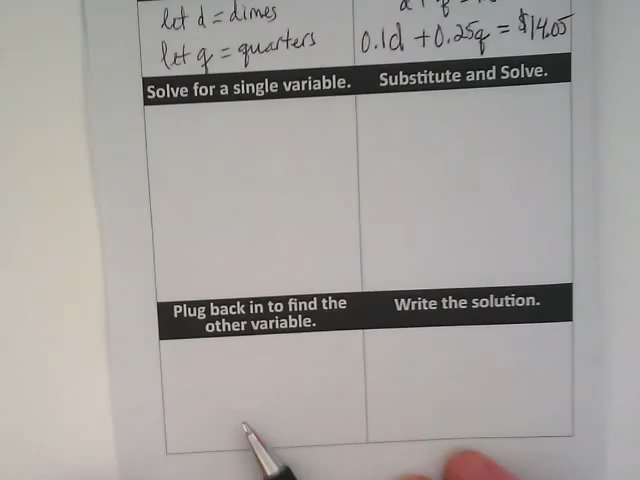 let d = dimes
let q = quarters
0.1d + 0.25q = $14.05
Solve for a single variable.
Substitute and Solve.
Plug back in to find the
other variable.
Write the solution.